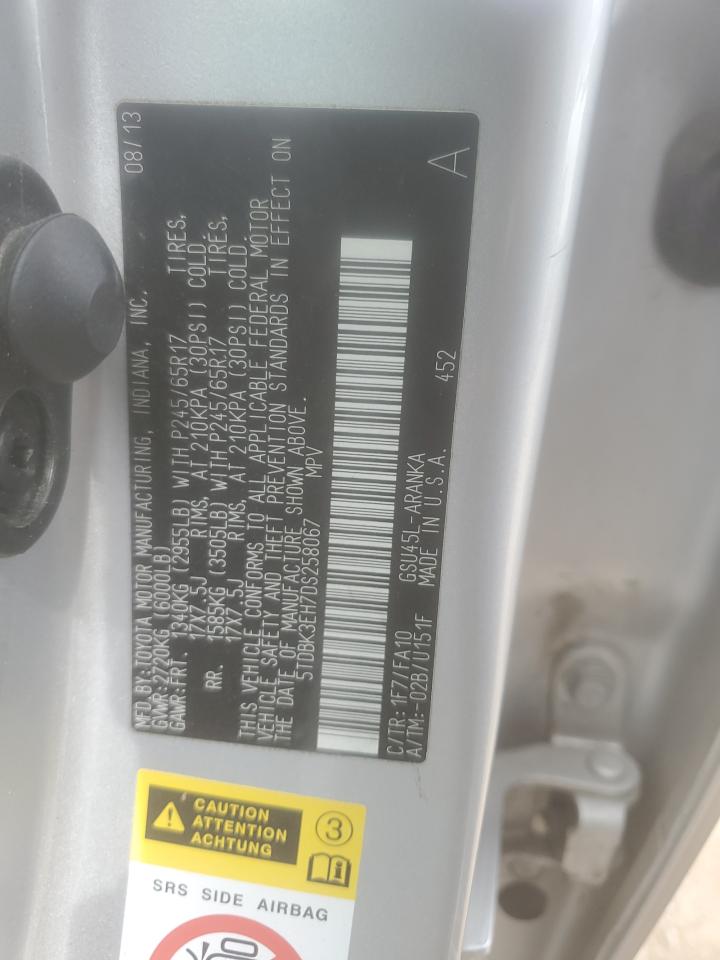 MFD.BY:TOYOTA MOTOR MANUFACTURING, INDIANA, INC. 08/13
GVWR:2720KG (6000LB)
GAWR:FRT. 1340KG (2955LB) WITH P245/65R17 TIRES,
17X7.5J RIMS, AT 210KPA (30PSI) COLD.
RR. 1585KG (3505LB) WITH P245/65R17 TIRES,
17X7.5J RIMS, AT 210KPA (30PSI) COLD.
THIS VEHICLE CONFORMS TO ALL APPLICABLE FEDERAL MOTOR
VEHICLE SAFETY AND THEFT PREVENTION STANDARDS IN EFFECT ON
THE DATE OF MANUFACTURE SHOWN ABOVE.
5TDBK3EH7DS258067 MPV
C/TR:1F7/FA10 GSU45L-ARANKA 452
A/TM:-02B/U151F MADE IN U.S.A.
A
CAUTION
ATTENTION
ACHTUNG
3
SRS SIDE AIRBAG